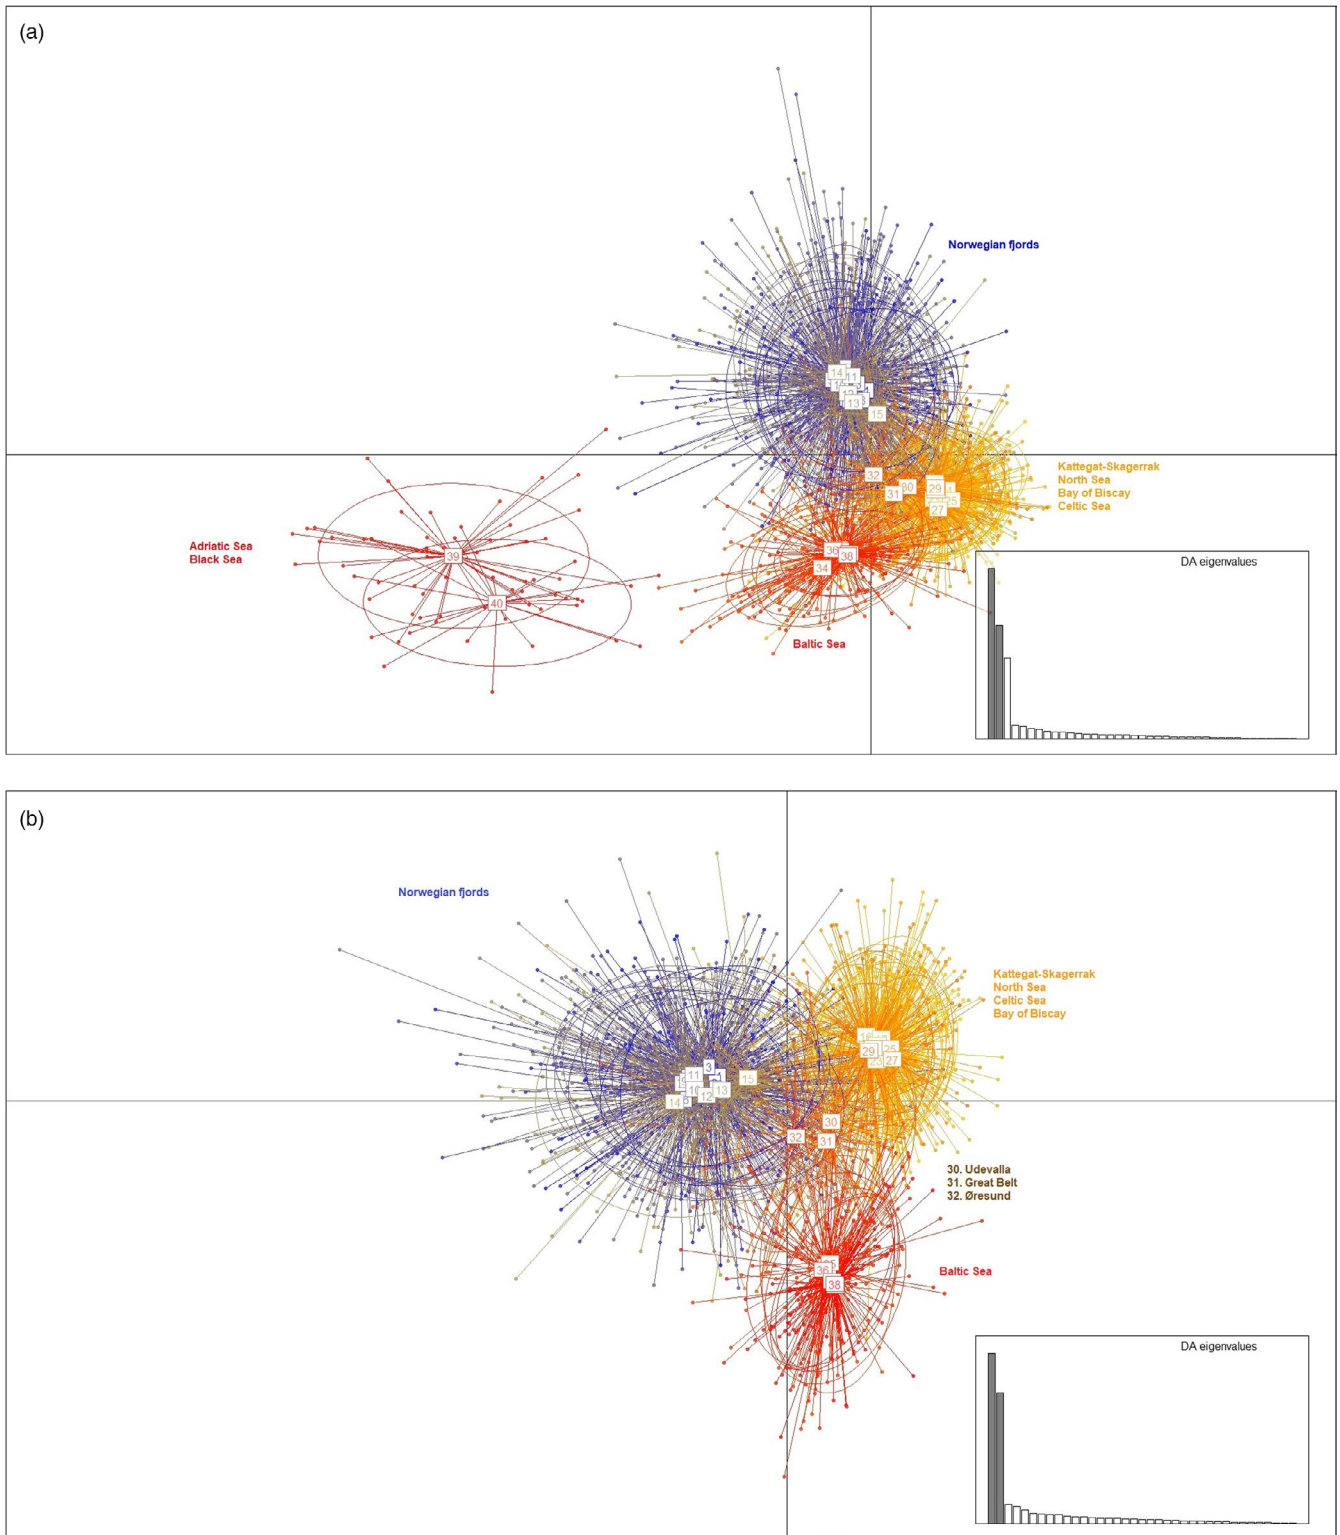 (a)
Norwegian fjords
14
11
13
15
32
30
31
29
27
Kattegat-Skagerrak
North Sea
Bay of Biscay
Celtic Sea
Adriatic Sea
Black Sea
39
40
36
38
34
Baltic Sea
DA eigenvalues
(b)
Norwegian fjords
Kattegat-Skagerrak
North Sea
Celtic Sea
Bay of Biscay
3
11
15
13
12
14
29
25
27
30
32
31
30. Udevalla
31. Great Belt
32. Øresund
36
38
Baltic Sea
DA eigenvalues